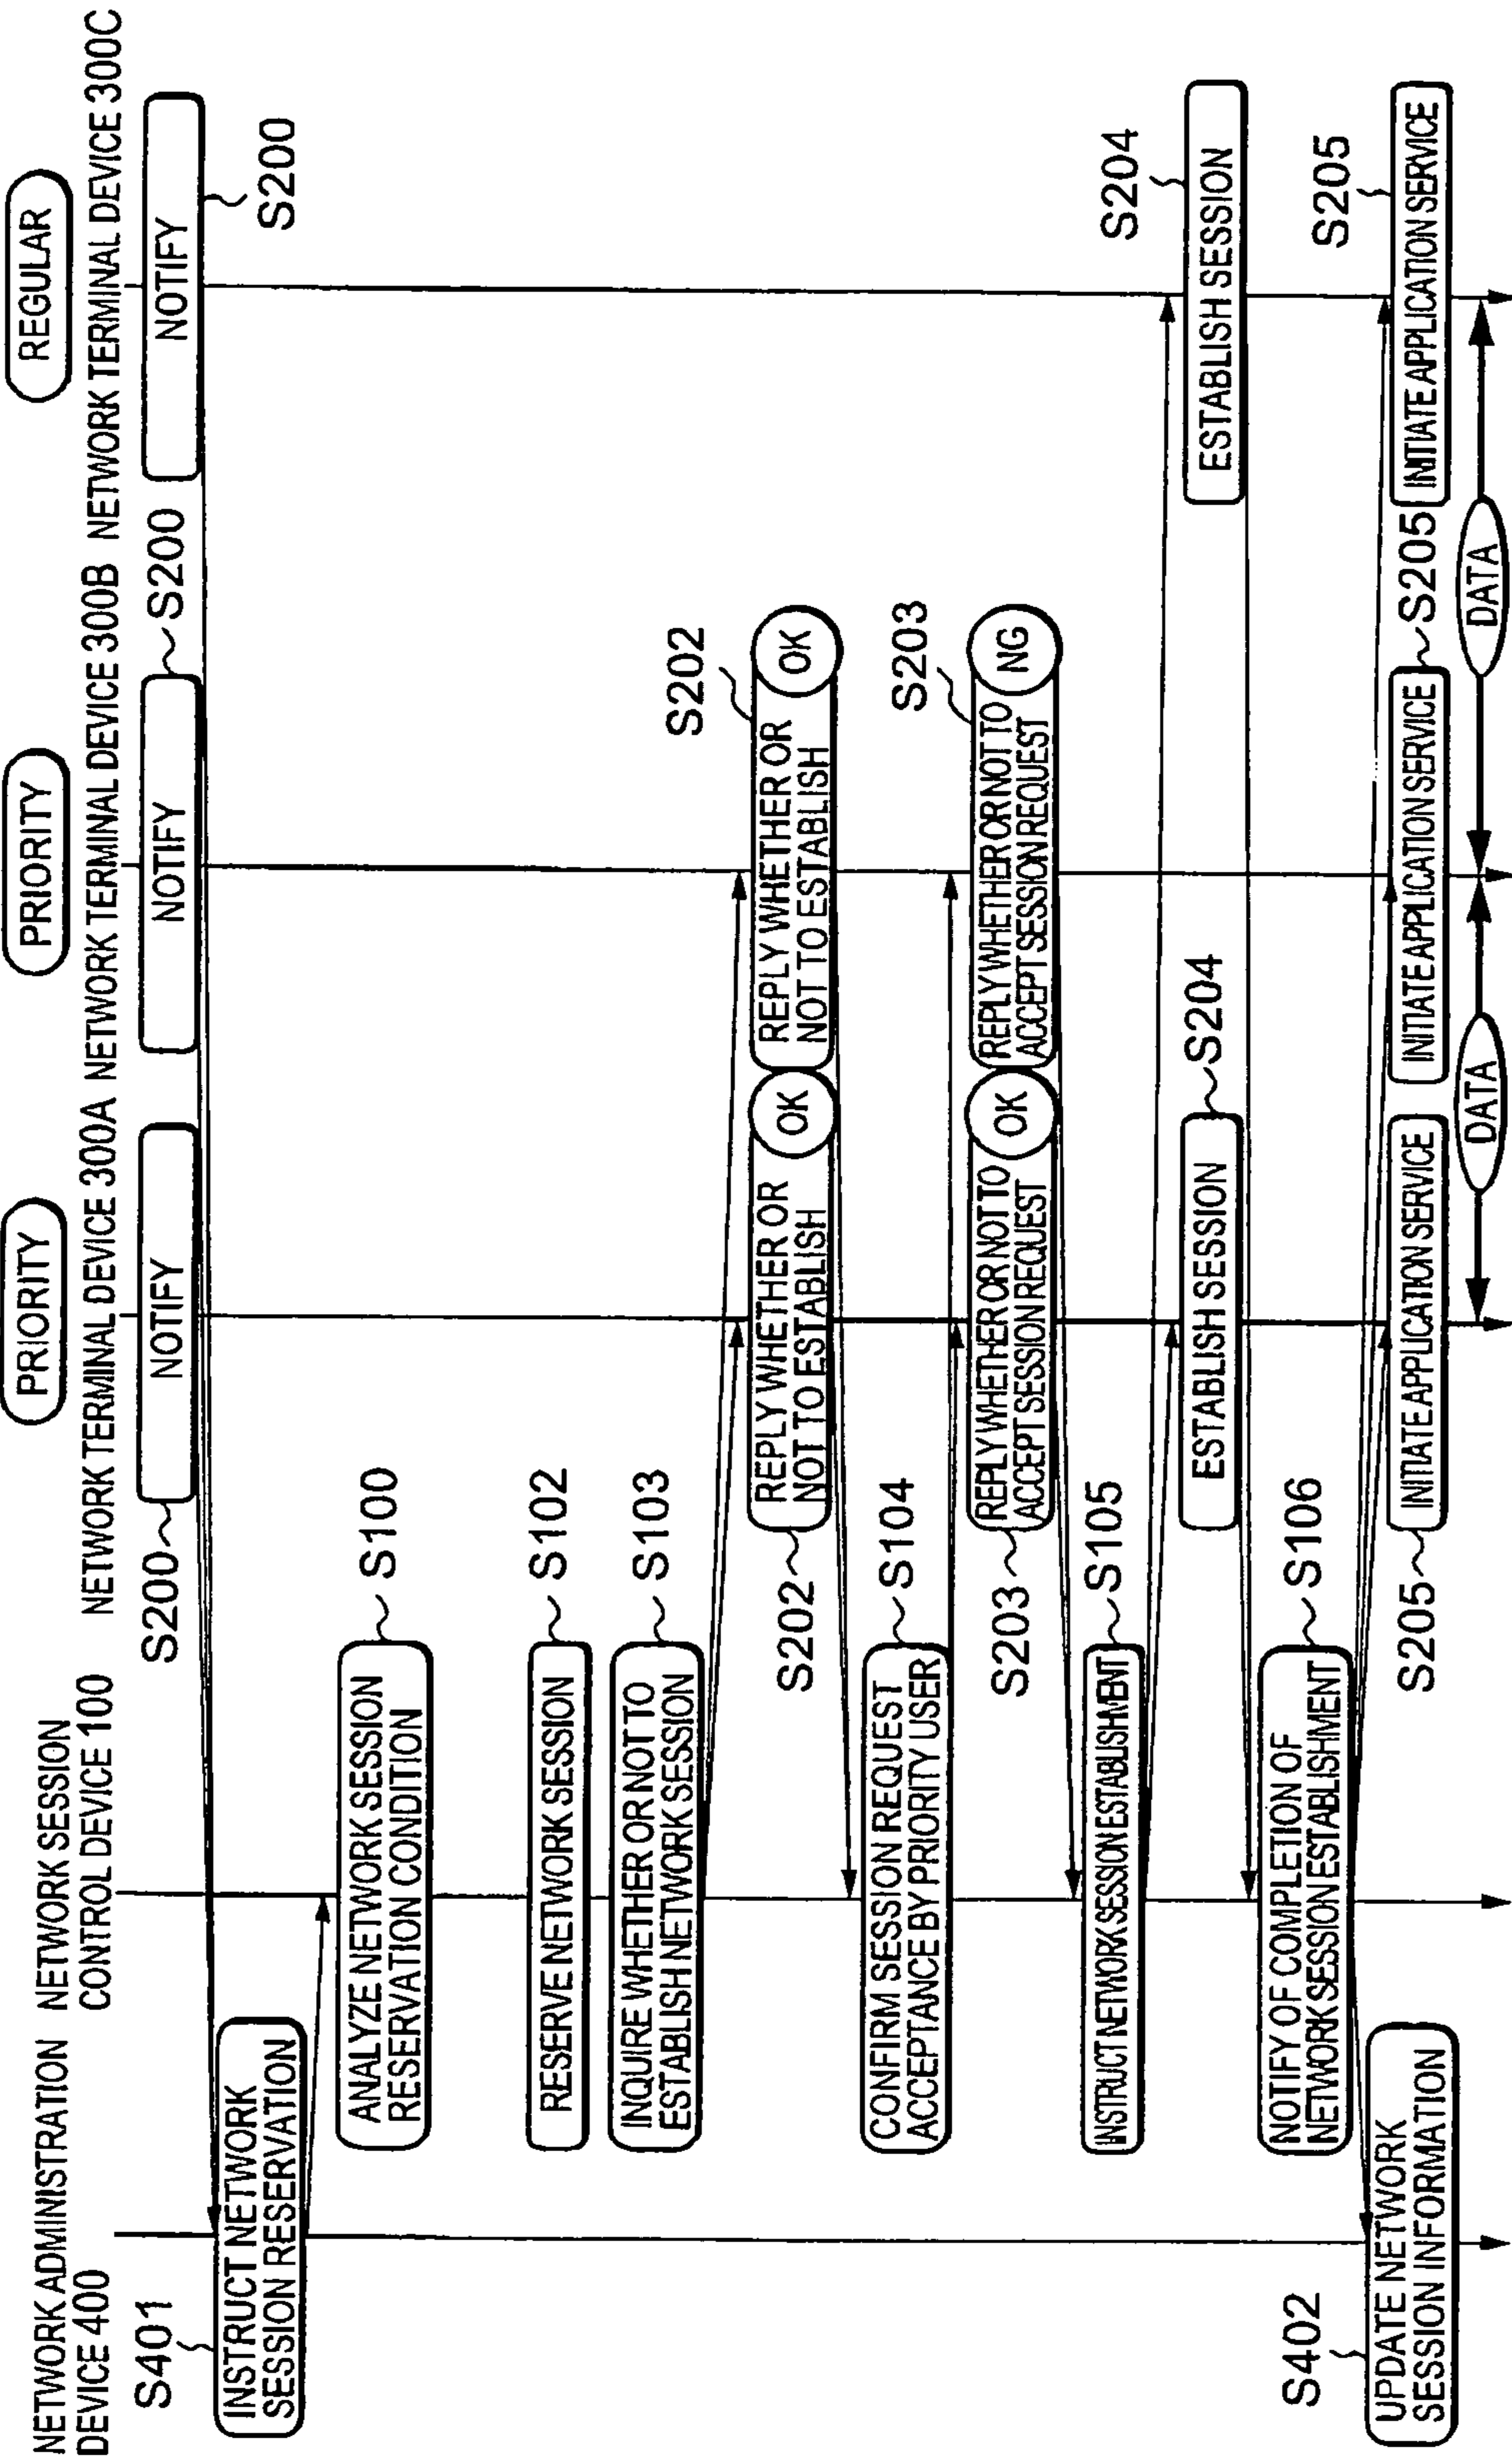 PRIORITY
PRIORITY
REGULAR
NETWORK ADMINISTRATION
DEVICE 400
NETWORK SESSION
CONTROL DEVICE 100
NETWORK TERMINAL DEVICE 300A
NETWORK TERMINAL DEVICE 300B
NETWORK TERMINAL DEVICE 300C
S200
NOTIFY
NOTIFY
S200
NOTIFY
S200
S401
INSTRUCT NETWORK
SESSION RESERVATION
ANALYZE NETWORK SESSION
RESERVATION CONDITION
S100
RESERVE NETWORK SESSION
S102
INQUIRE WHETHER OR NOT TO
ESTABLISH NETWORK SESSION
S103
S202
REPLY WHETHER OR
NOT TO ESTABLISH
OK
REPLY WHETHER OR
NOT TO ESTABLISH
OK
S202
CONFIRM SESSION REQUEST
ACCEPTANCE BY PRIORITY USER
S104
S203
REPLY WHETHER OR NOT TO
ACCEPT SESSION REQUEST
OK
REPLY WHETHER OR NOT TO
ACCEPT SESSION REQUEST
NG
S203
INSTRUCT NETWORK SESSION ESTABLISHMENT
S105
ESTABLISH SESSION
S204
ESTABLISH SESSION
S204
NOTIFY OF COMPLETION OF
NETWORK SESSION ESTABLISHMENT
S106
S402
UPDATE NETWORK
SESSION INFORMATION
S205
INITIATE APPLICATION SERVICE
INITIATE APPLICATION SERVICE
S205
INITIATE APPLICATION SERVICE
S205
DATA
DATA